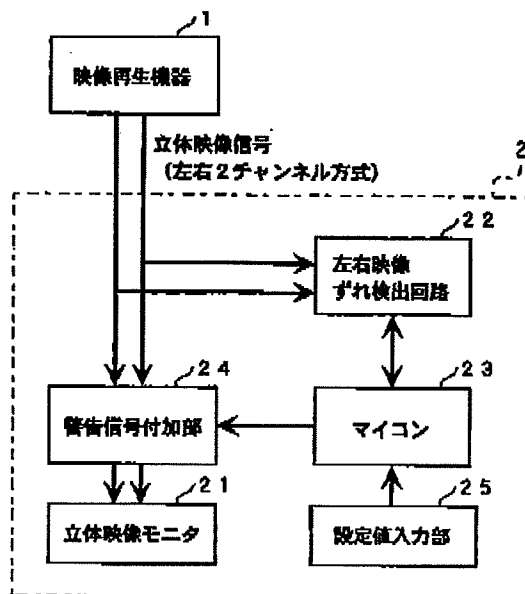 1
映像再生機器
立体映像信号
(左右2チャンネル方式)
2
22
左右映像
ずれ検出回路
24
警告信号付加部
23
マイコン
21
立体映像モニタ
25
設定値入力部